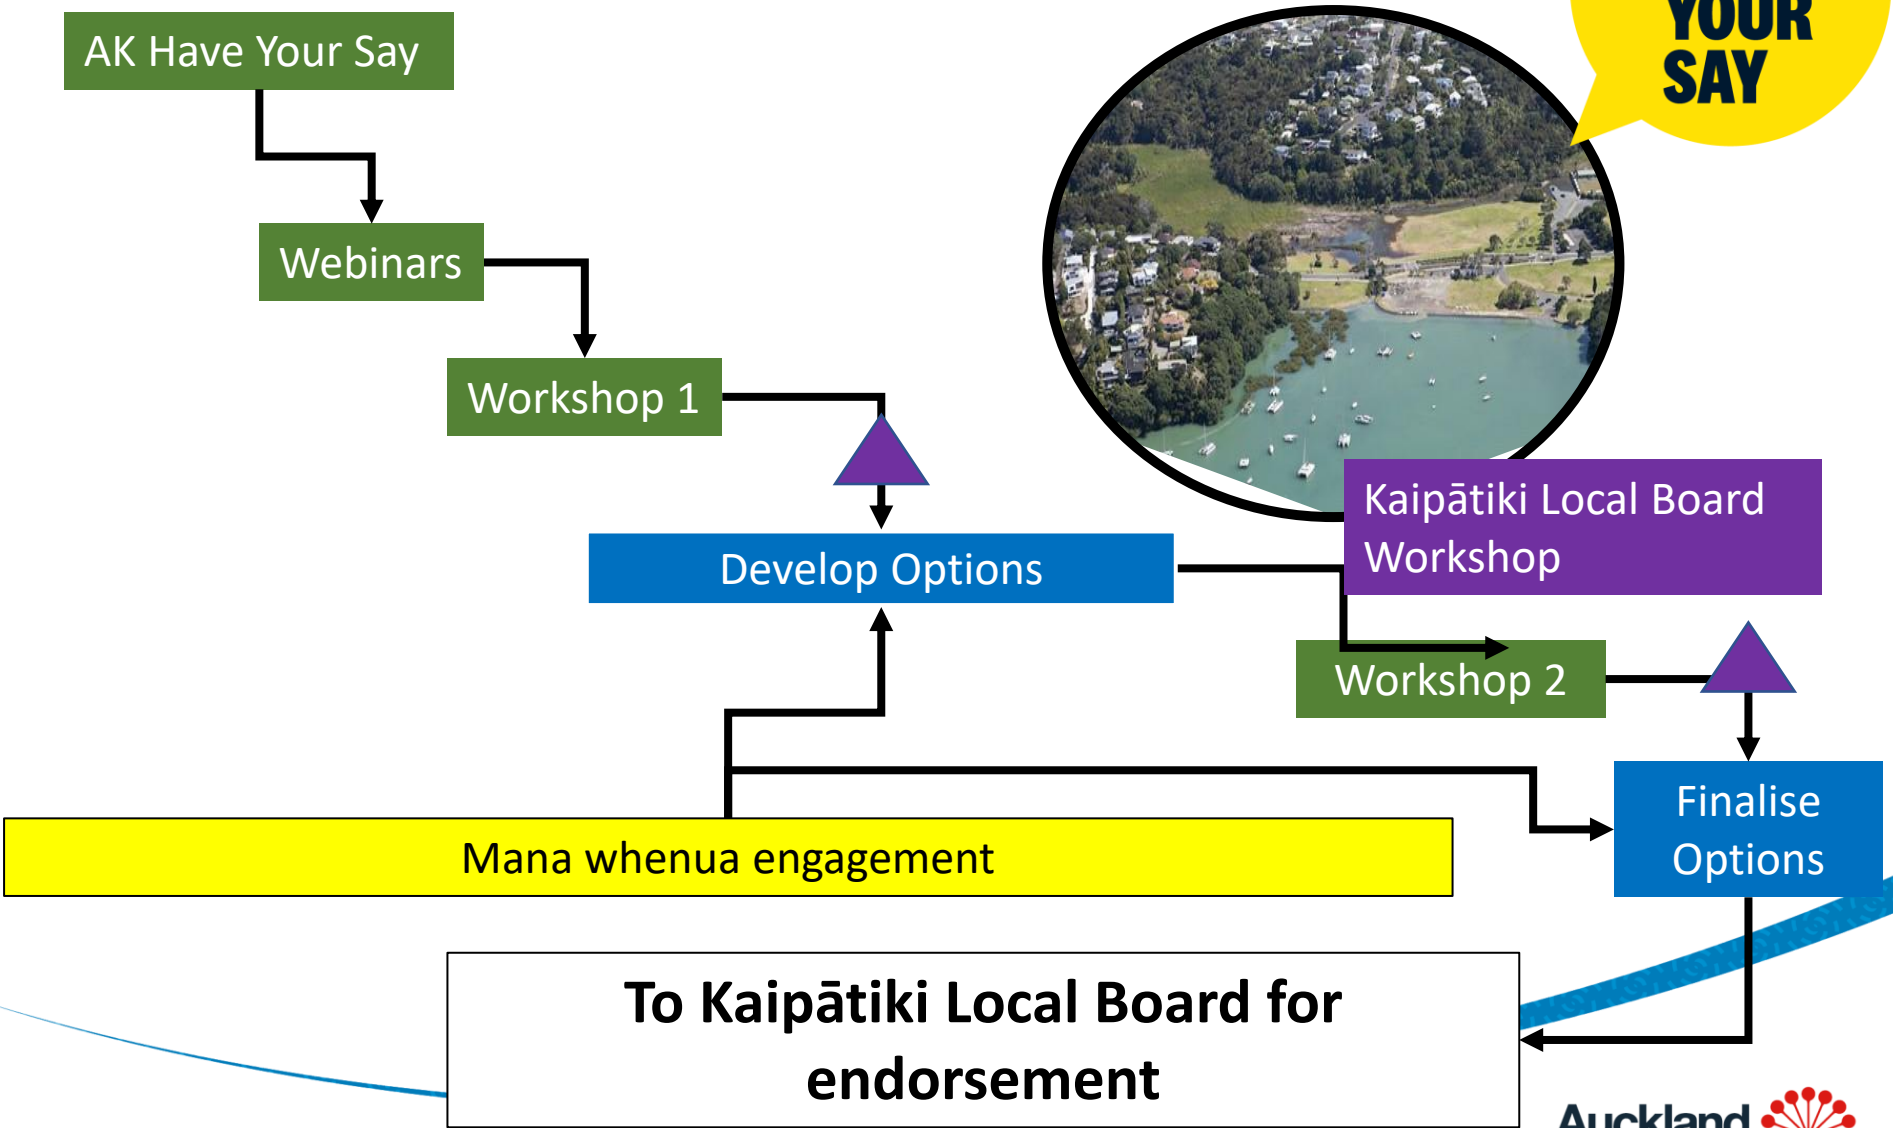 YOUR
SAY
AK Have Your Say
Webinars
Workshop 1
Kaipātiki Local Board
Workshop
Develop Options
Workshop 2
Finalise
Options
Mana whenua engagement
To Kaipātiki Local Board for
endorsement
Auckland